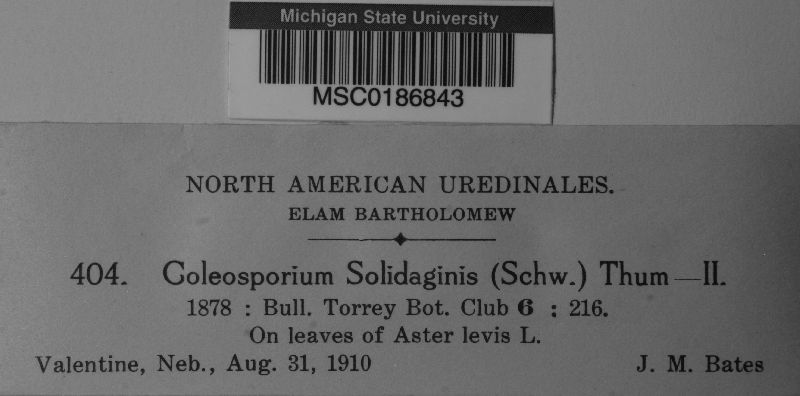 Michigan State University
MSC0186843
NORTH AMERICAN UREDINALES.
ELAM BARTHOLOMEW
404. Coleosporium Solidaginis (Schw.) Thum—II.
1878 : Bull. Torrey Bot. Club 6 : 216.
On leaves of Aster levis L.
Valentine, Neb., Aug. 31, 1910 J. M. Bates